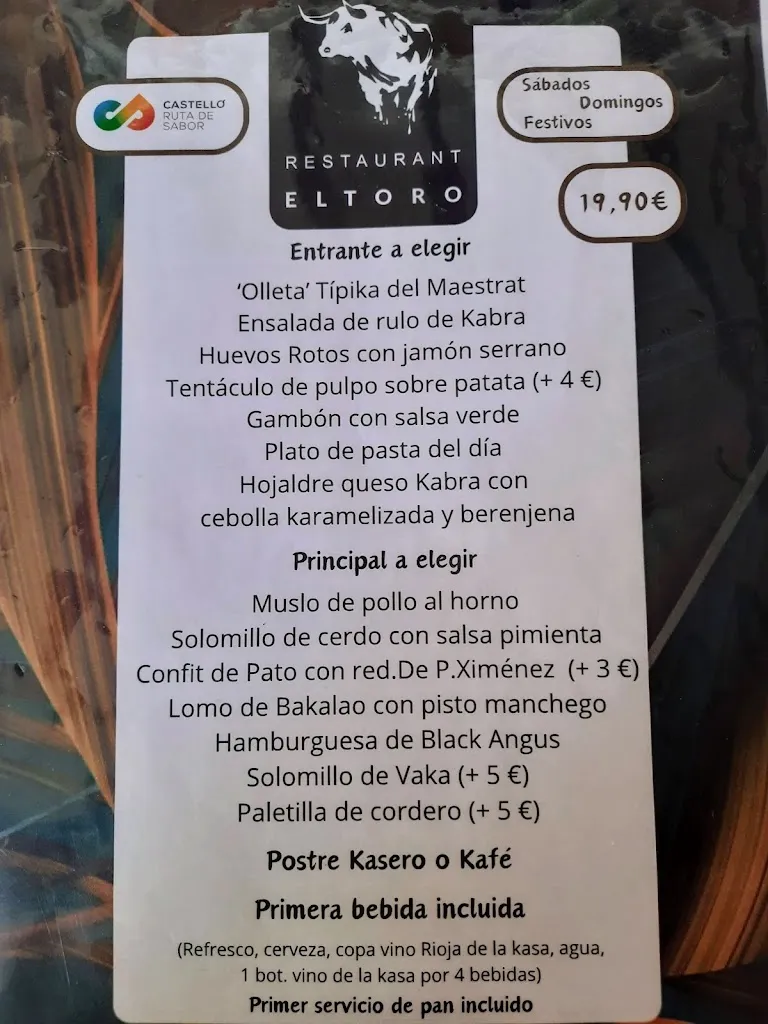 CASTELLÓ
RUTA DE
SABOR
RESTAURANT
ELTORO
Sábados
Domingos
Festivos
19,90€
Entrante a elegir
‘Olleta’ Típika del Maestrat
Ensalada de rulo de Kabra
Huevos Rotos con jamón serrano
Tentáculo de pulpo sobre patata (+ 4 €)
Gambón con salsa verde
Plato de pasta del día
Hojaldre queso Kabra con
cebolla karamelizada y berenjena
Principal a elegir
Muslo de pollo al horno
Solomillo de cerdo con salsa pimienta
Confit de Pato con red.De P.Ximénez (+ 3 €)
Lomo de Bakalao con pisto manchego
Hamburguesa de Black Angus
Solomillo de Vaka (+ 5 €)
Paletilla de cordero (+ 5 €)
Postre Kasero o Kafé
Primera bebida incluida
(Refresco, cerveza, copa vino Rioja de la kasa, agua,
1 bot. vino de la kasa por 4 bebidas)
Primer servicio de pan incluido